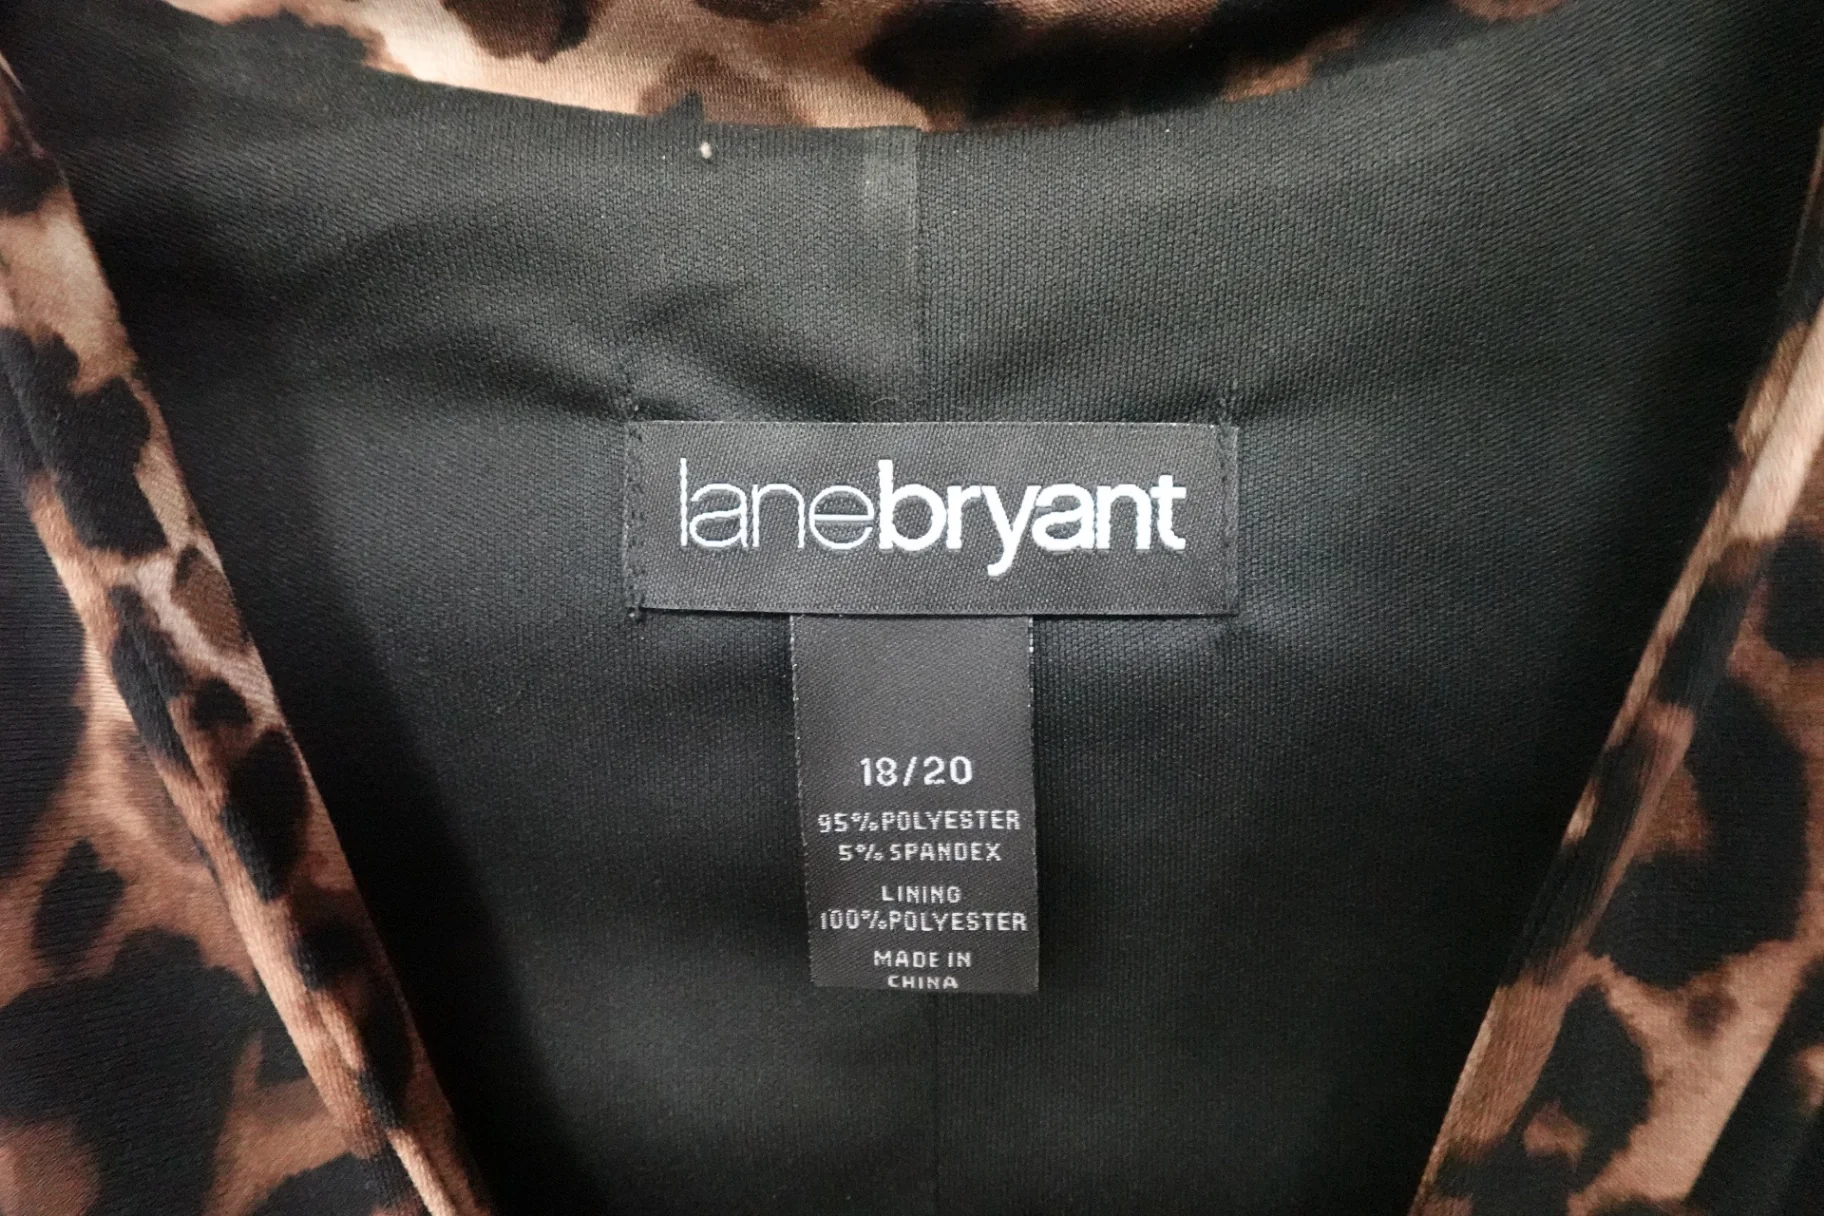 lanebryant
18/20
95% POLYESTER
5% SPANDEX
LINING
100% POLYESTER
MADE IN
CHINA